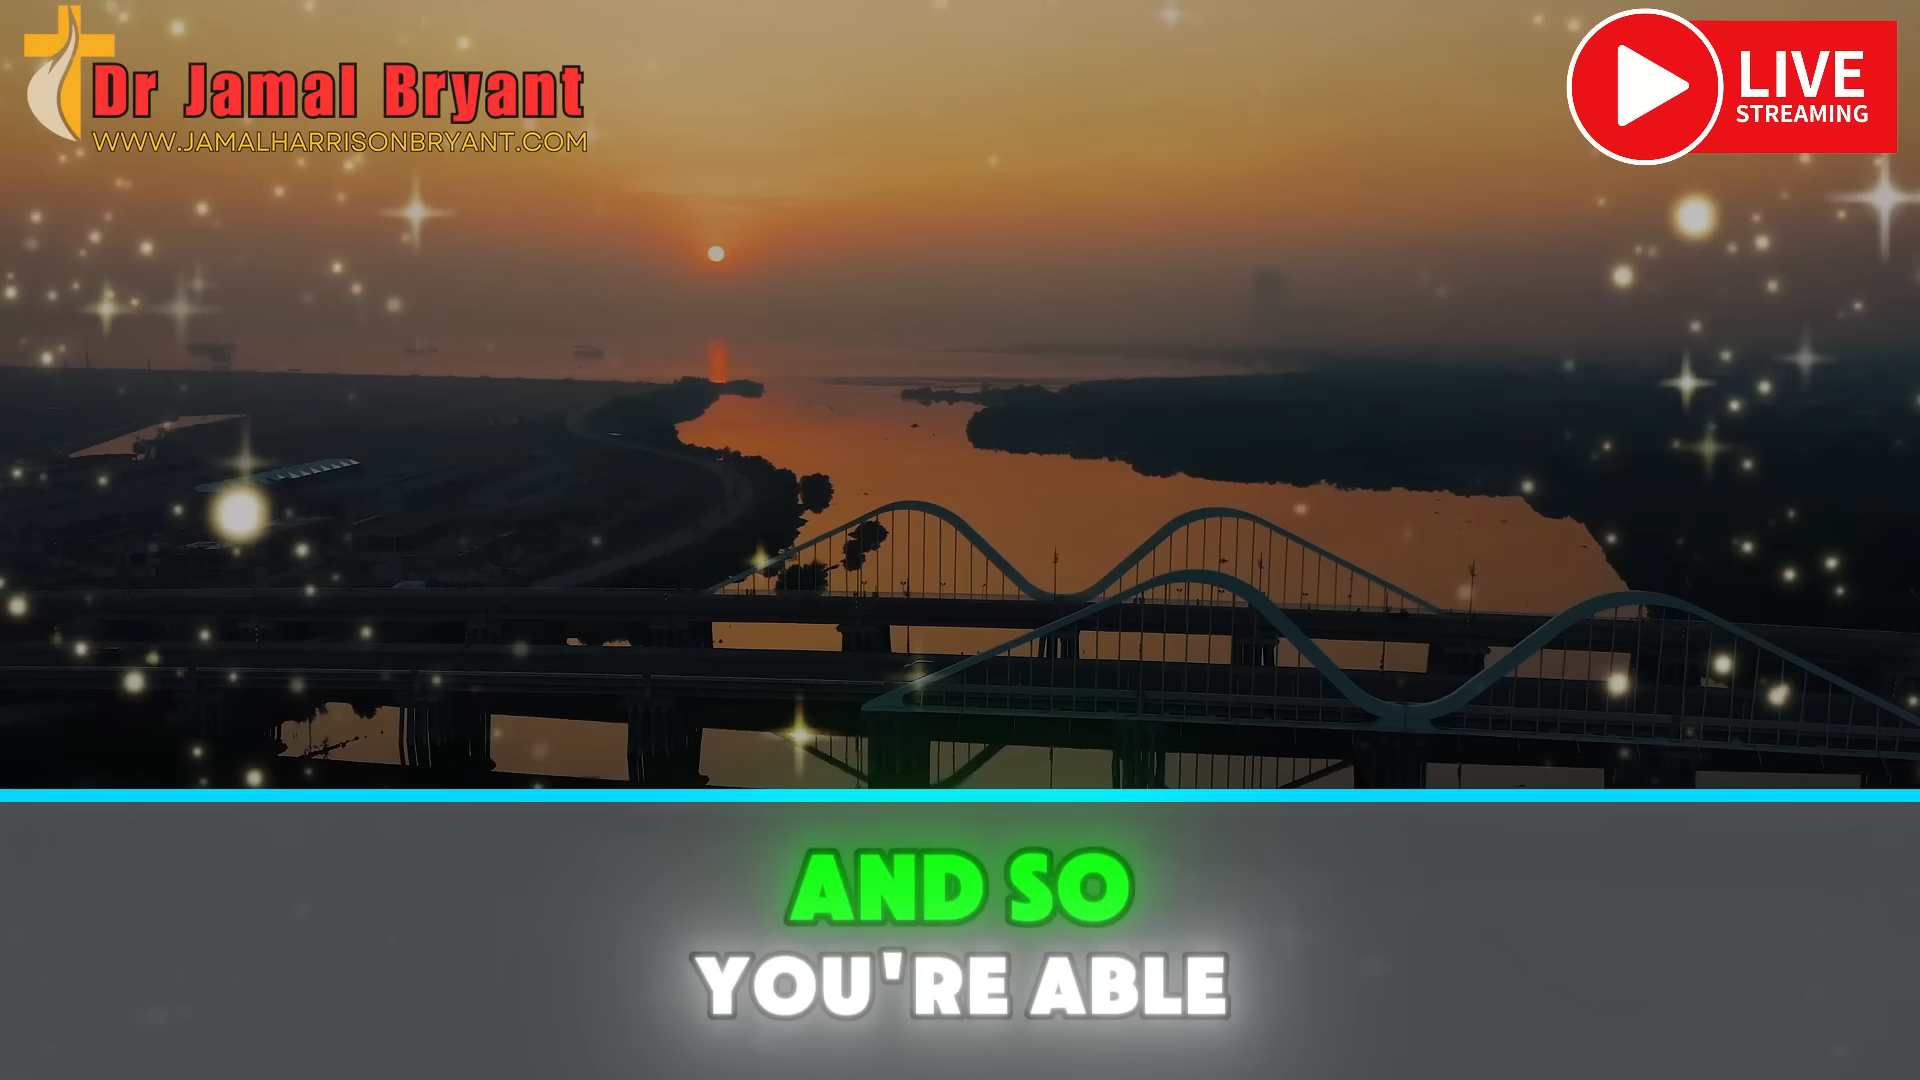 Dr Jamal Bryant
WWW.JAMALHARRISONBRYANT.COM
LIVE
STREAMING
AND SO
YOU'RE ABLE